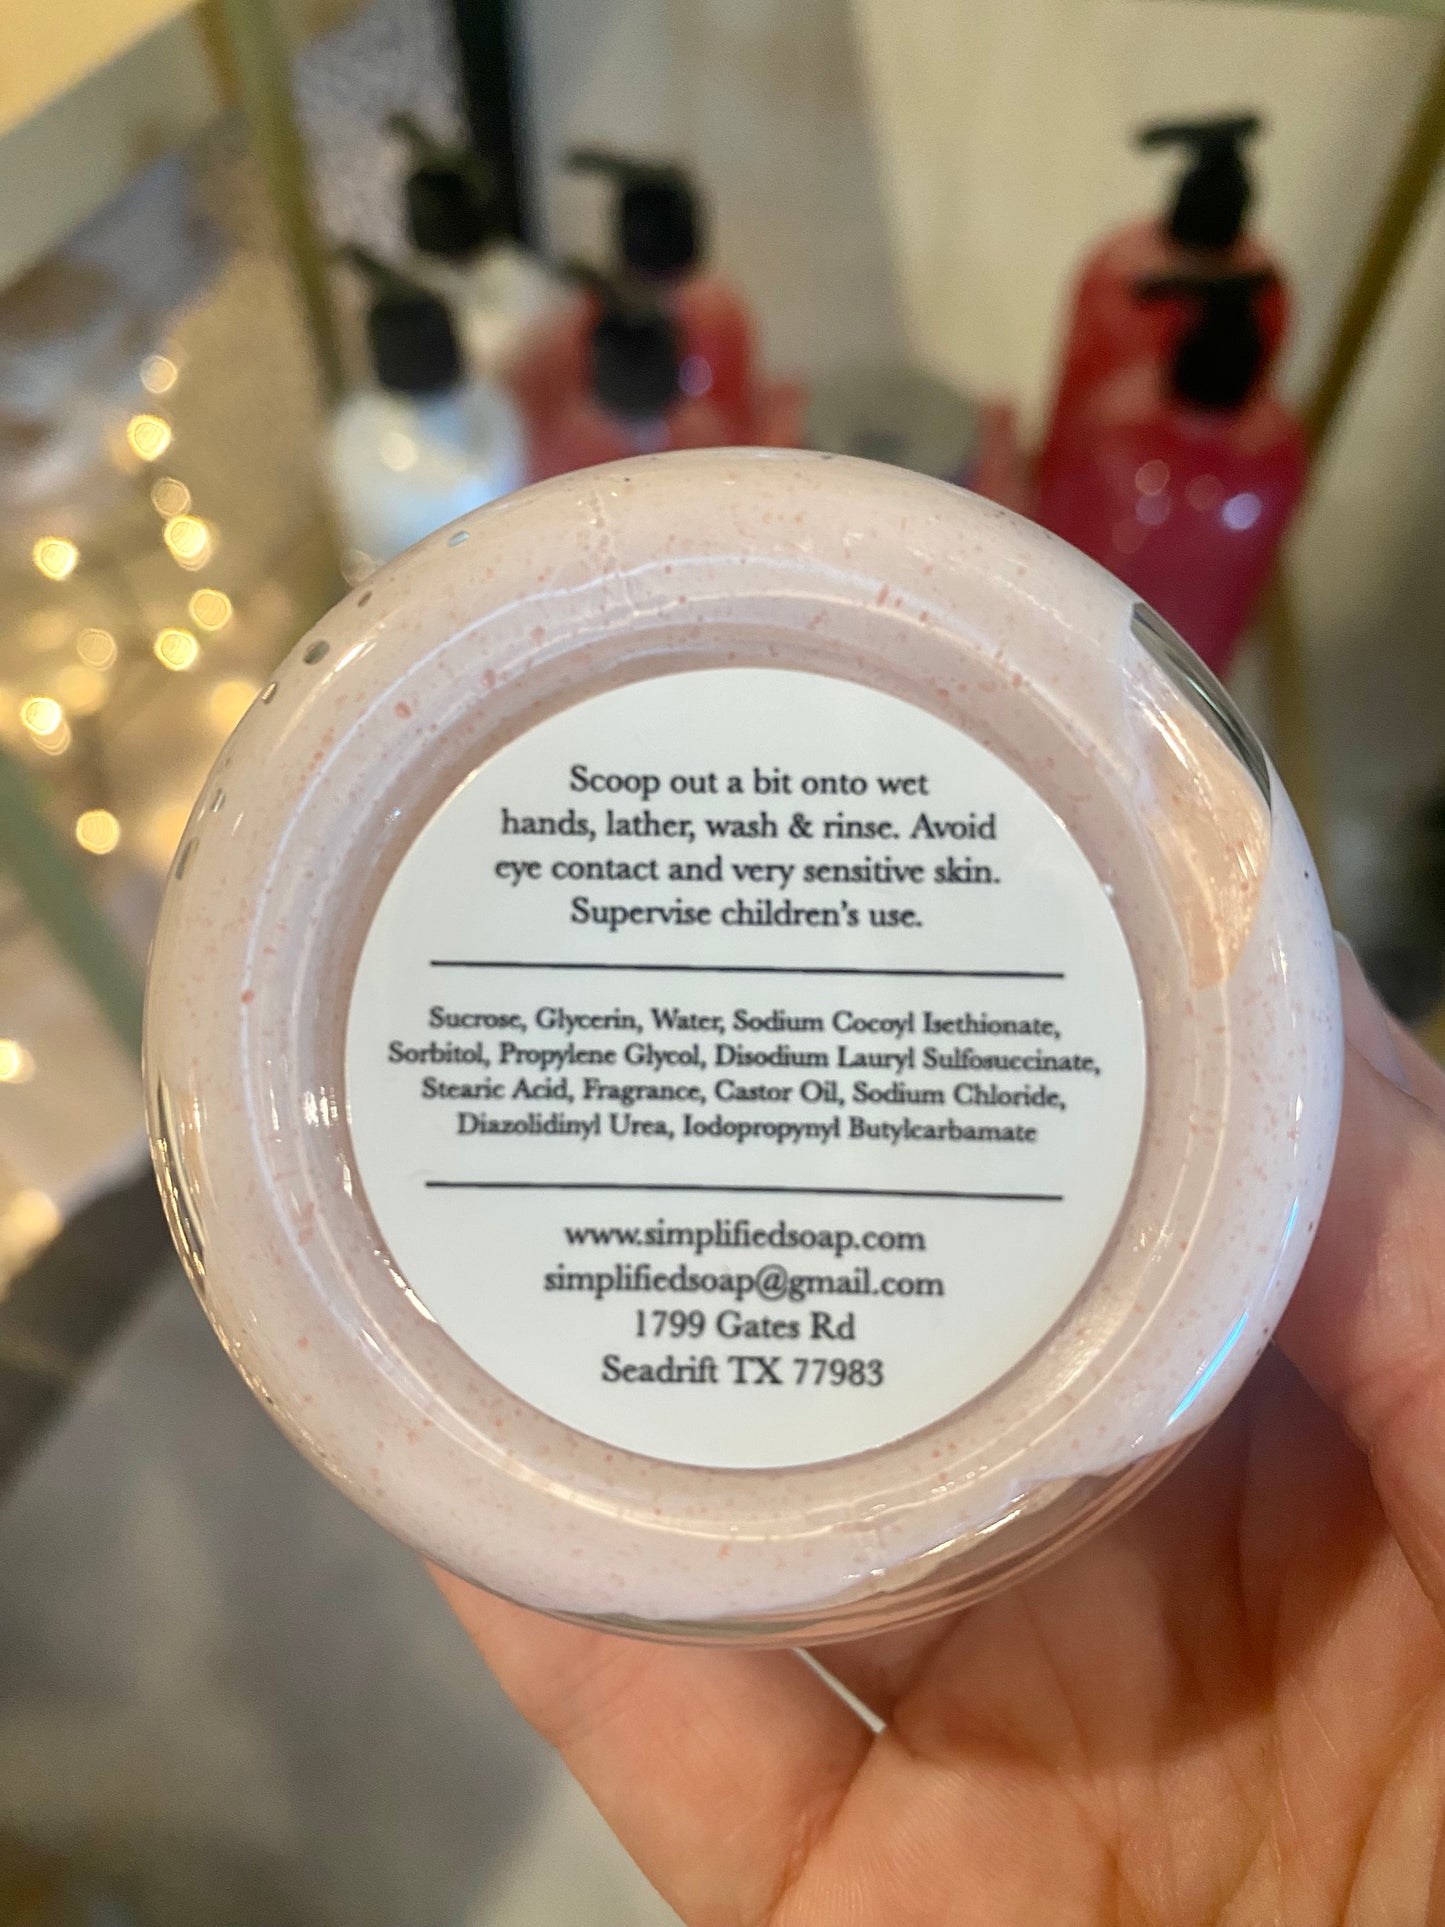 Scoop out a bit onto wet
hands, lather, wash & rinse. Avoid
eye contact and very sensitive skin.
Supervise children's use.
Sucrose, Glycerin, Water, Sodium Cocoyl Isethionate,
Sorbitol, Propylene Glycol, Disodium Lauryl Sulfosuccinate,
Stearic Acid, Fragrance, Castor Oil, Sodium Chloride,
Diazolidinyl Urea, Iodopropynyl Butylcarbamate
www.simplifiedsoap.com
simplifiedsoap@gmail.com
1799 Gates Rd
Seadrift TX 77983